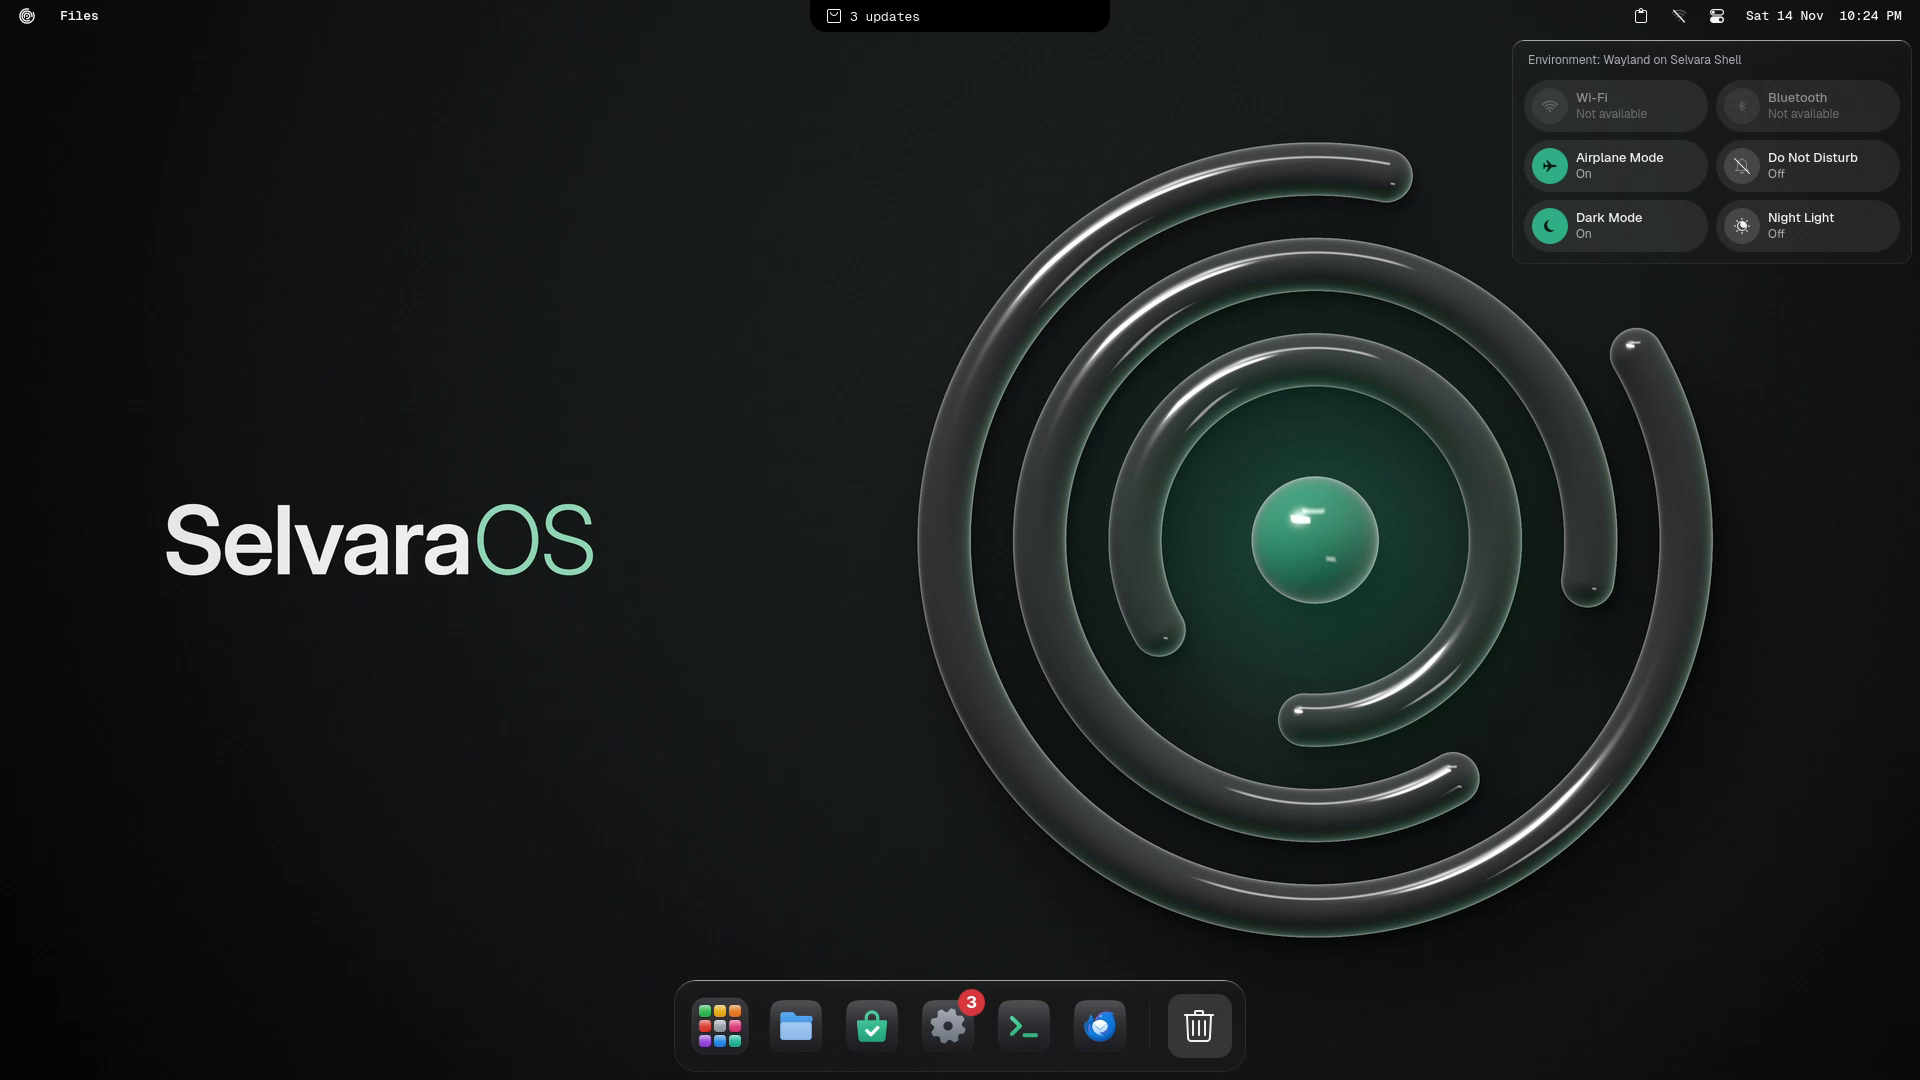 Files
3 updates
Sat 14 Nov 10:24 PM
Environment: Wayland on Selvara Shell
Wi-Fi
Not available
Bluetooth
Not available
Airplane Mode
On
Do Not Disturb
Off
Dark Mode
On
Night Light
Off
SelvaraOS
3